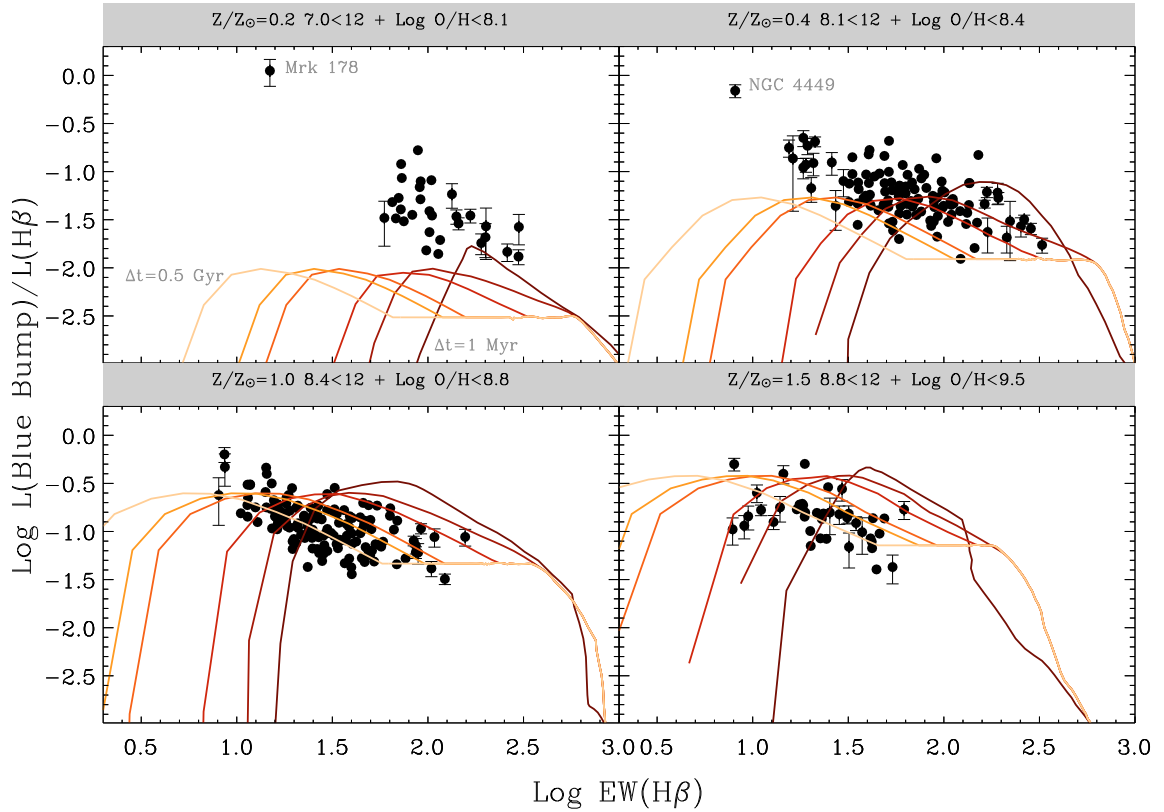 Z/Z⊙=0.2 7.0<12 + Log O/H<8.1
Z/Z⊙=0.4 8.1<12 + Log O/H<8.4
Mrk 178
NGC 4449
Δt=0.5 Gyr
Δt=1 Myr
0.0
−0.5
−1.0
−1.5
−2.0
−2.5
Z/Z⊙=1.0 8.4<12 + Log O/H<8.8
Z/Z⊙=1.5 8.8<12 + Log O/H<9.5
0.0
−0.5
−1.0
−1.5
−2.0
−2.5
0.5 1.0 1.5 2.0 2.5 3.0
0.5 1.0 1.5 2.0 2.5 3.0
Log L(Blue Bump)/L(Hβ)
Log EW(Hβ)